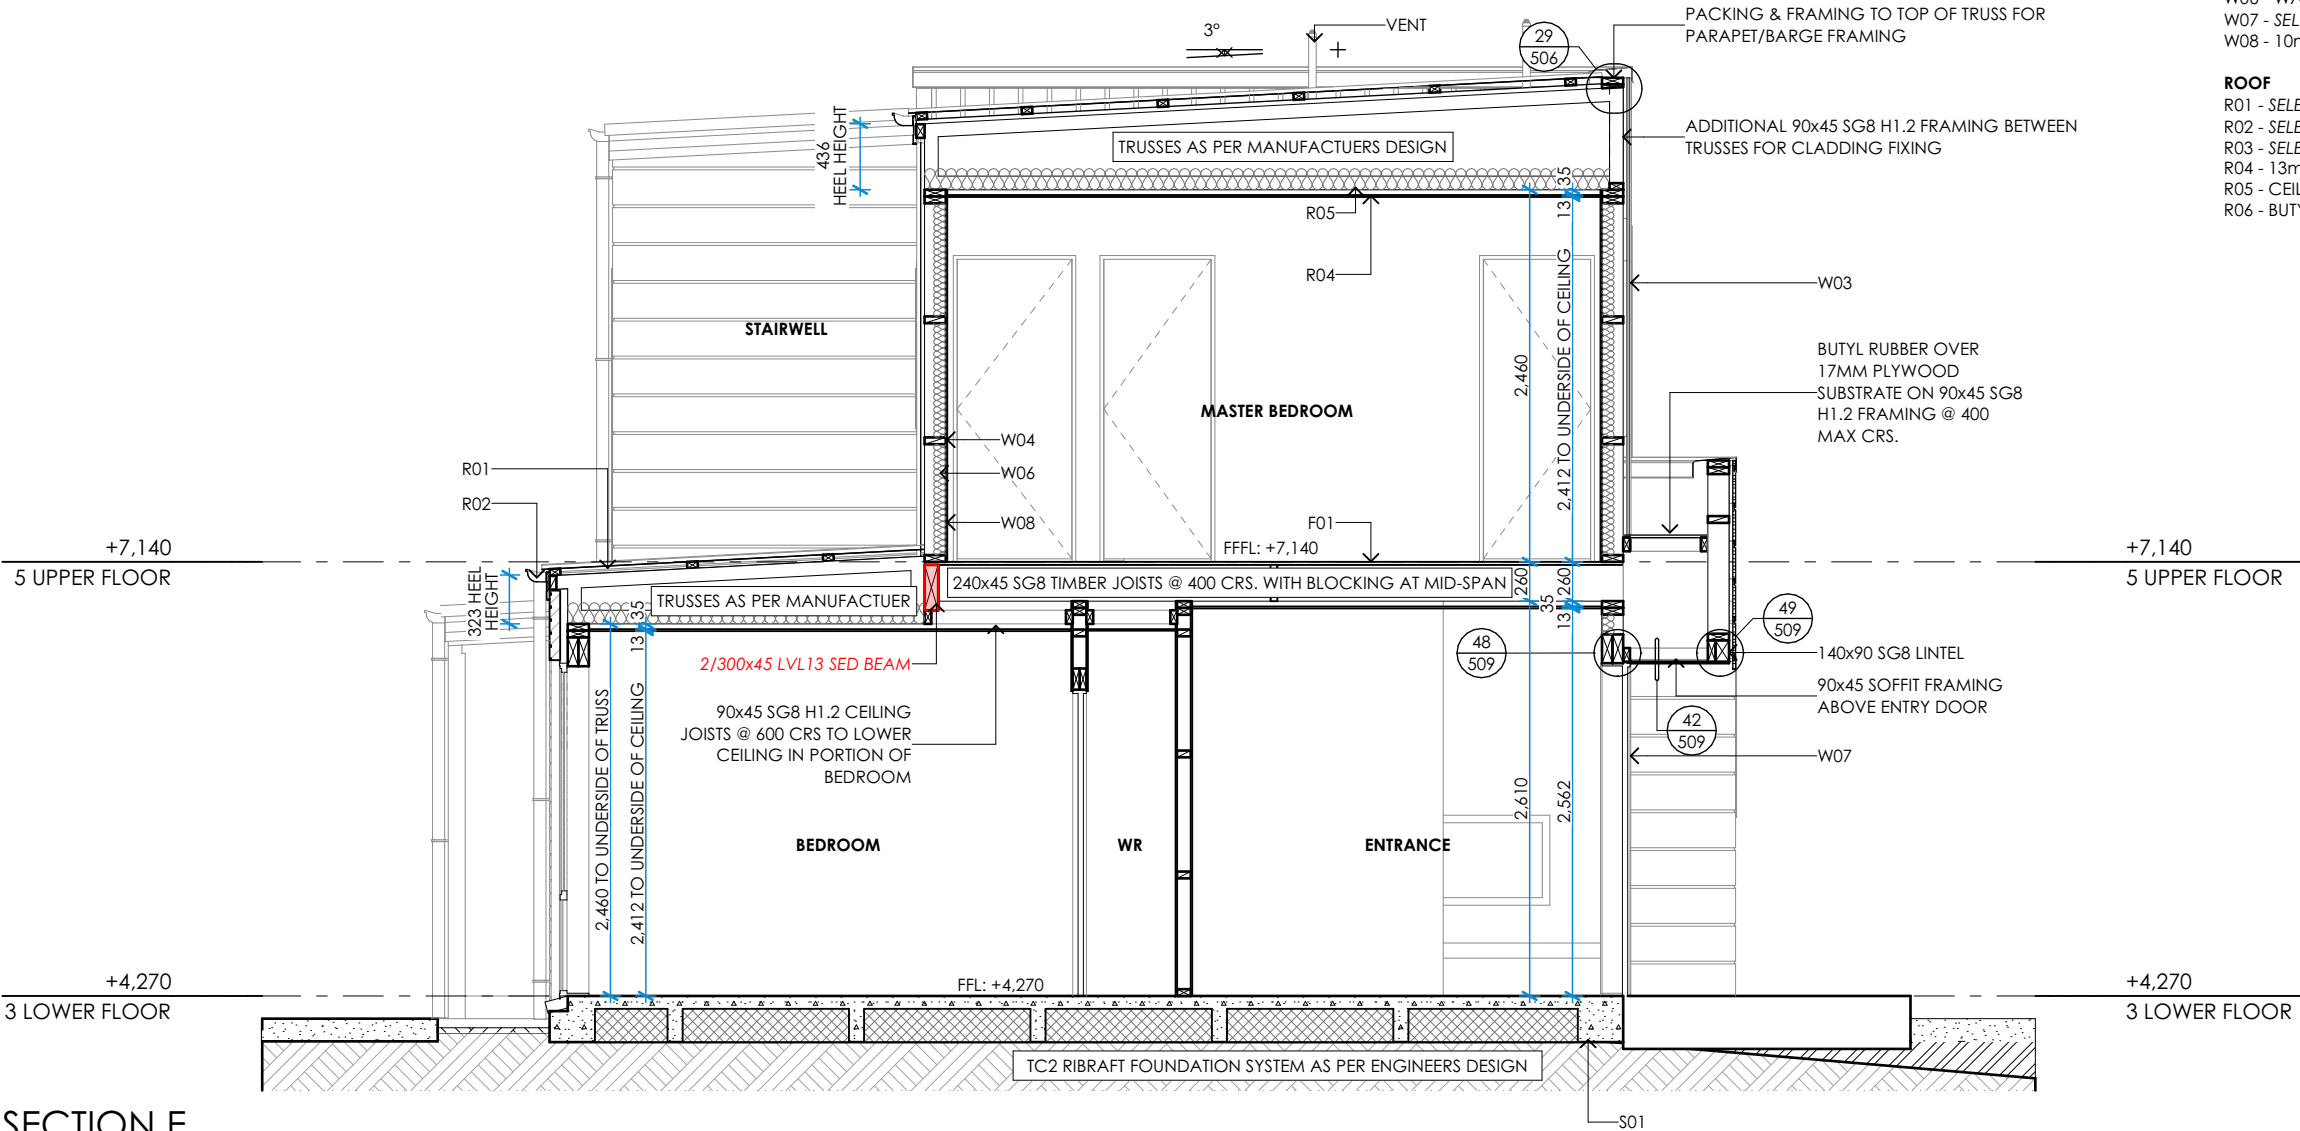 3°
VENT
29
506
PACKING & FRAMING TO TOP OF TRUSS FOR
PARAPET/BARGE FRAMING
W07 - SEL
W08 - 10
ROOF
R01 - SELE
R02 - SELE
R03 - SELE
R04 - 13m
R05 - CEIL
R06 - BUTY
436
HEEL HEIGHT
TRUSSES AS PER MANUFACTUERS DESIGN
ADDITIONAL 90x45 SG8 H1.2 FRAMING BETWEEN
TRUSSES FOR CLADDING FIXING
R05
R04
35
13
W03
STAIRWELL
MASTER BEDROOM
2,460
2,412 TO UNDERSIDE OF CEILING
BUTYL RUBBER OVER
17MM PLYWOOD
SUBSTRATE ON 90x45 SG8
H1.2 FRAMING @ 400
MAX CRS.
W04
W06
W08
R01
R02
F01
FFFL: +7,140
+7,140
5 UPPER FLOOR
+7,140
5 UPPER FLOOR
323 HEEL
HEIGHT
TRUSSES AS PER MANUFACTUER
240x45 SG8 TIMBER JOISTS @ 400 CRS. WITH BLOCKING AT MID-SPAN
260
260
35
13
35
13
2/300x45 LVL13 SED BEAM
48
509
49
509
140x90 SG8 LINTEL
90x45 SOFFIT FRAMING
ABOVE ENTRY DOOR
42
509
W07
90x45 SG8 H1.2 CEILING
JOISTS @ 600 CRS TO LOWER
CEILING IN PORTION OF
BEDROOM
2,460 TO UNDERSIDE OF TRUSS
2,412 TO UNDERSIDE OF CEILING
2,610
2,562
BEDROOM
WR
ENTRANCE
FFL: +4,270
+4,270
3 LOWER FLOOR
+4,270
3 LOWER FLOOR
TC2 RIBRAFT FOUNDATION SYSTEM AS PER ENGINEERS DESIGN
S01
SECTION E